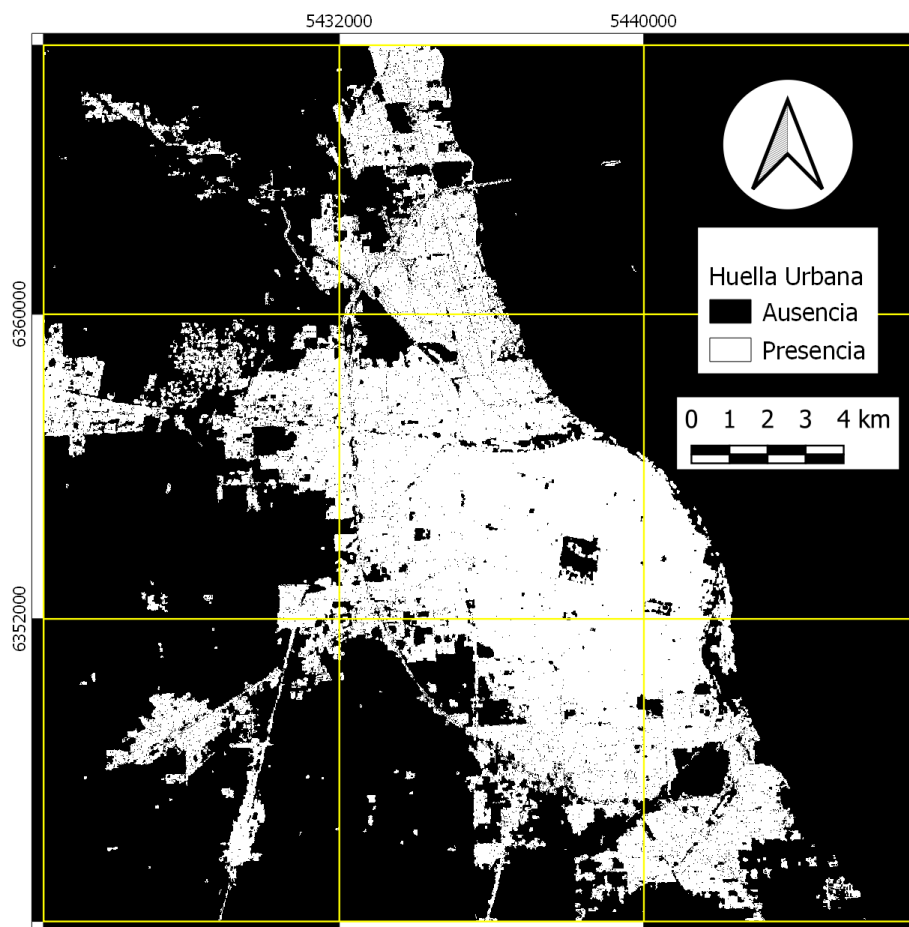 5432000
5440000
6360000
6352000
Huella Urbana
Ausencia
Presencia
0 1 2 3 4 km